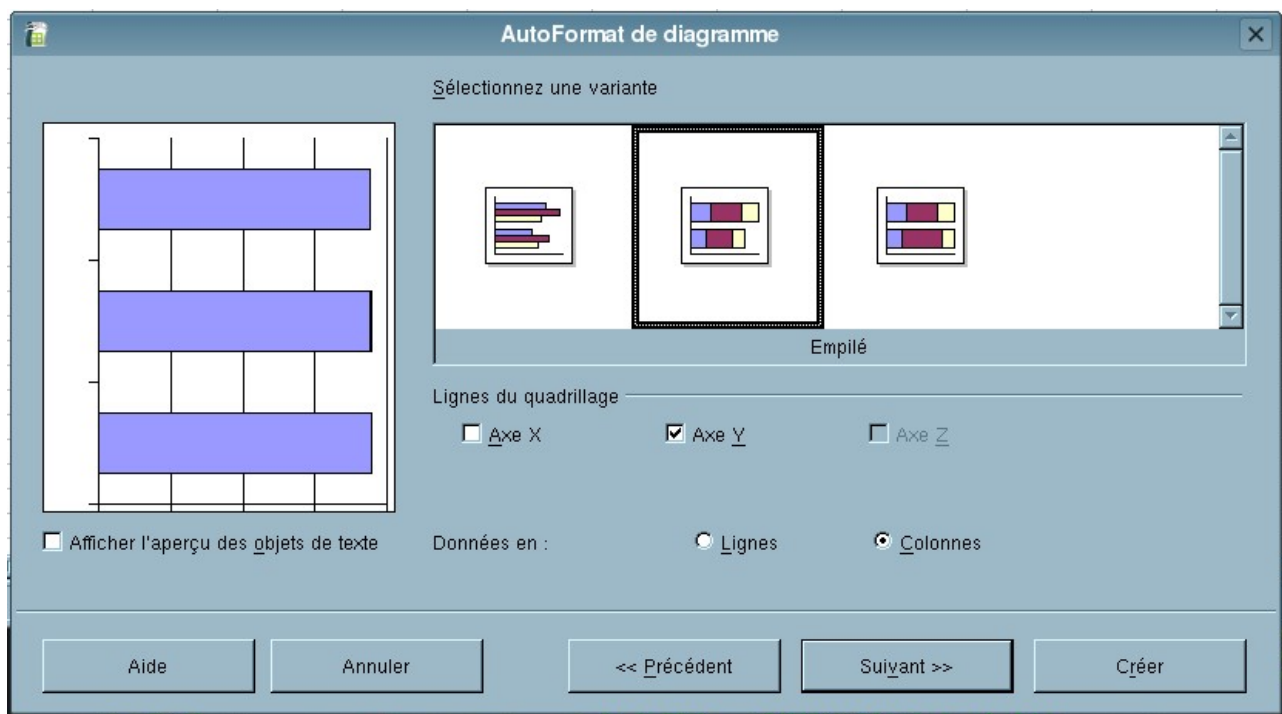 AutoFormat de diagramme
Sélectionnez une variante
Empilé
Lignes du quadrillage
Axe X
Axe Y
Axe Z
Afficher l'aperçu des objets de texte
Données en :
Lignes
Colonnes
Aide
Annuler
<< Précédent
Suivant >>
Créer